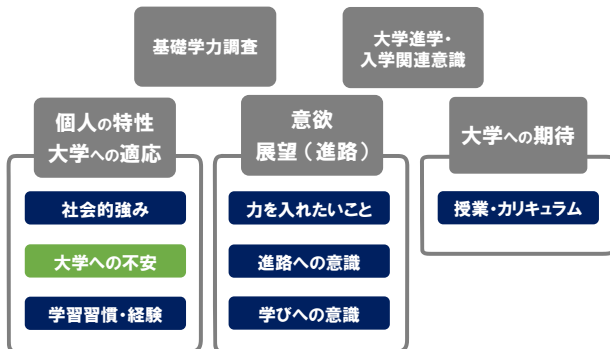 基礎学力調査
大学進学・
入学関連意識
個人の特性
大学への適応
社会的強み
大学への不安
学習習慣・経験
意欲
展望（進路）
力を入れたいこと
進路への意識
学びへの意識
大学への期待
授業・カリキュラム